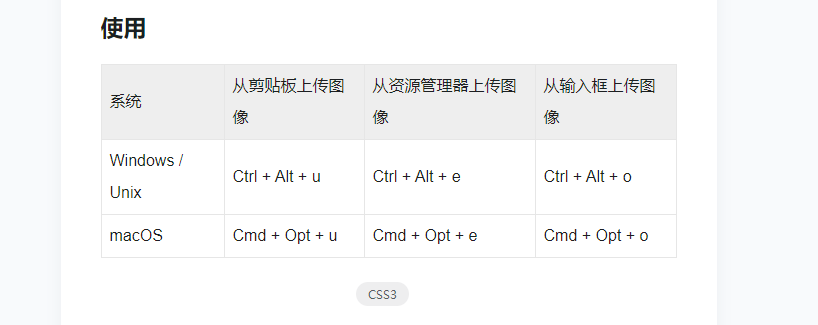 使用
系统
从剪贴板上传图
像
从资源管理器上传图
像
从输入框上传图
像
Windows /
Unix
Ctrl + Alt + u
Ctrl + Alt + e
Ctrl + Alt + o
macOS
Cmd + Opt + u
Cmd + Opt + e
Cmd + Opt + o
CSS3